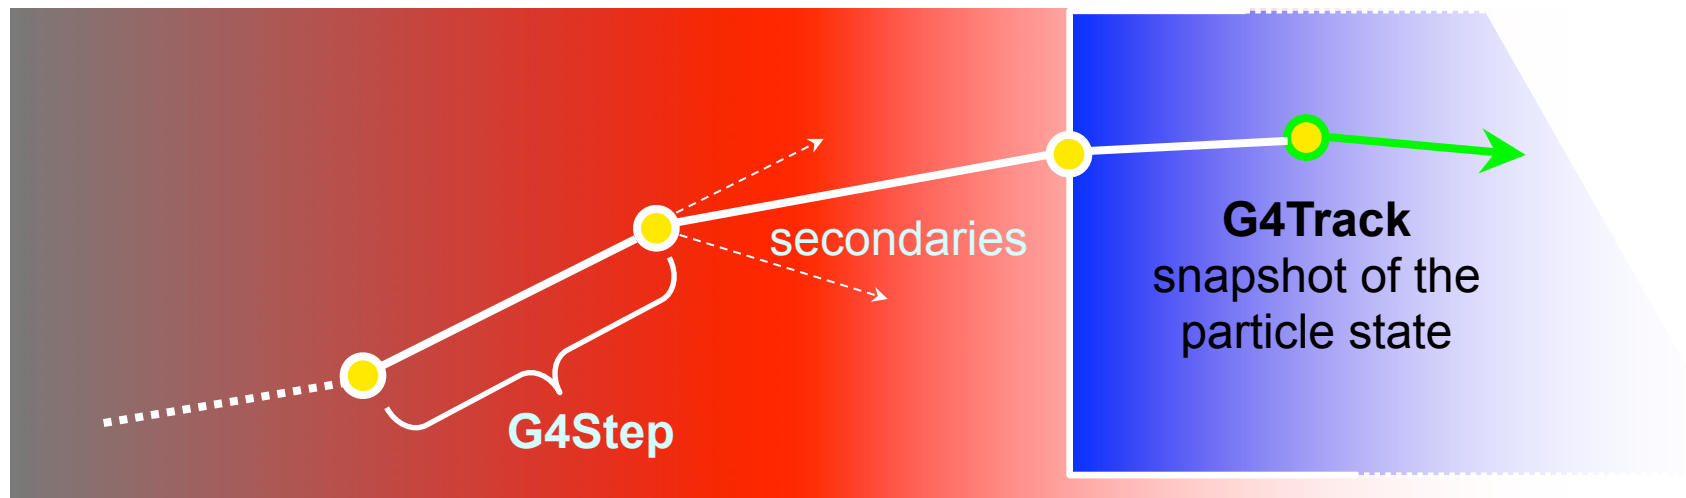 secondaries
G4Step
G4Track
snapshot of the
particle state